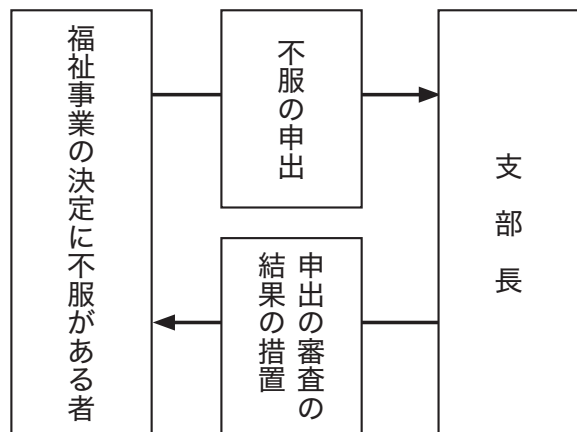 福祉事業の決定に不服がある者
不服の申出
申出の審査の
結果の措置
支部長